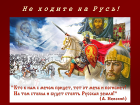 Не ходите на Русь!
"Кто к нам с мечом придет, тот от меча и погибнет!
На том стояла и будет стоять Русская земля!"
(А. Невский)